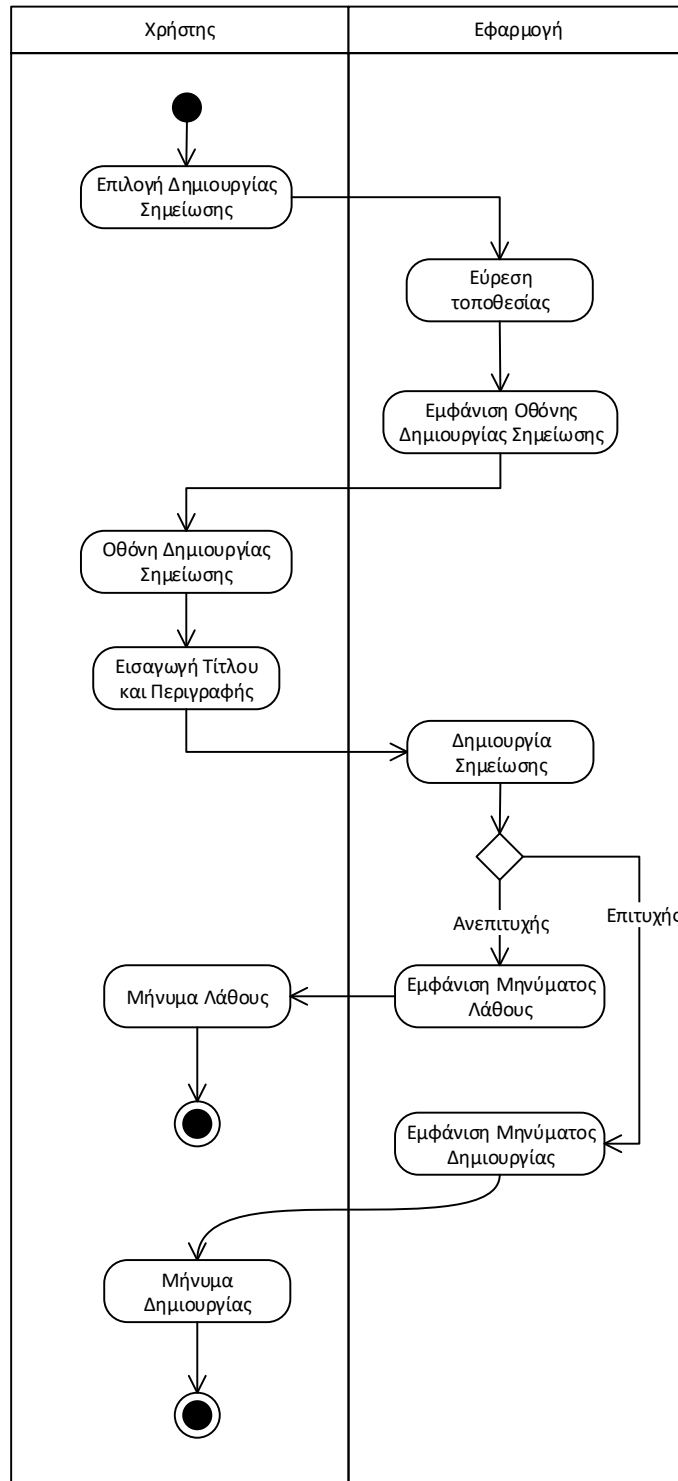 Χρήστης
Εφαρμογή
Επιλογή Δημιουργίας
Σημείωσης
Εύρεση
τοποθεσίας
Εμφάνιση Οθόνης
Δημιουργίας Σημείωσης
Οθόνη Δημιουργίας
Σημείωσης
Εισαγωγή Τίτλου
και Περιγραφής
Δημιουργία
Σημείωσης
Ανεπιτυχής
Επιτυχής
Εμφάνιση Μηνύματος
Λάθους
Μήνυμα Λάθους
Εμφάνιση Μηνύματος
Δημιουργίας
Μήνυμα
Δημιουργίας